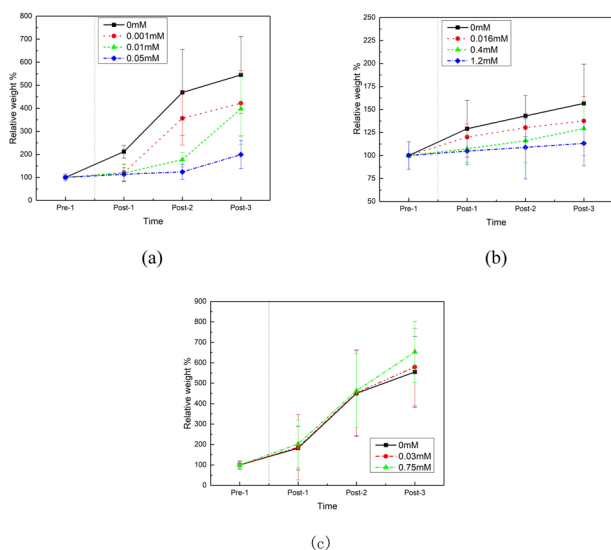 800
700
600
500
400
300
200
100
0
Relative weight %
0mM
0.001mM
0.01mM
0.05mM
Pre-1 Post-1 Post-2 Post-3
Time
(a)
250
225
200
175
150
125
100
75
50
Relative weight %
0mM
0.016mM
0.4mM
1.2mM
Pre-1 Post-1 Post-2 Post-3
Time
(b)
900
800
700
600
500
400
300
200
100
0
Relative weight %
0mM
0.03mM
0.75mM
Pre-1 Post-1 Post-2 Post-3
Time
(c)